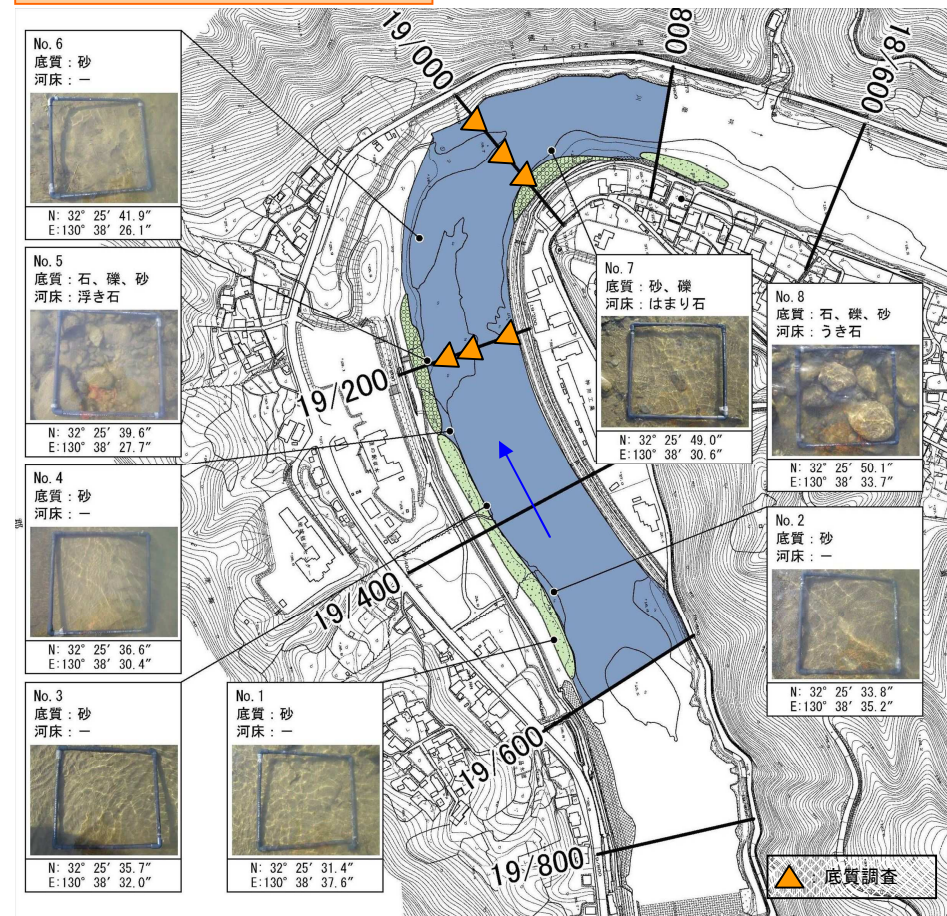 No. 6
底質：砂
河床：－
N: 32° 25′ 41.9″
E:130° 38′ 26.1″
No. 5
底質：石、礫、砂
河床：浮き石
N: 32° 25′ 39.6″
E:130° 38′ 27.7″
No. 4
底質：砂
河床：－
N: 32° 25′ 36.6″
E:130° 38′ 30.4″
No. 3
底質：砂
河床：－
N: 32° 25′ 35.7″
E:130° 38′ 32.0″
No. 1
底質：砂
河床：－
N: 32° 25′ 31.4″
E:130° 38′ 37.6″
No. 7
底質：砂、礫
河床：はまり石
N: 32° 25′ 49.0″
E:130° 38′ 30.6″
No. 8
底質：石、礫、砂
河床：うき石
N: 32° 25′ 50.1″
E:130° 38′ 33.7″
No. 2
底質：砂
河床：－
N: 32° 25′ 33.8″
E:130° 38′ 35.2″
19/000
800
18/600
19/200
19/400
19/600
19/800
底質調査